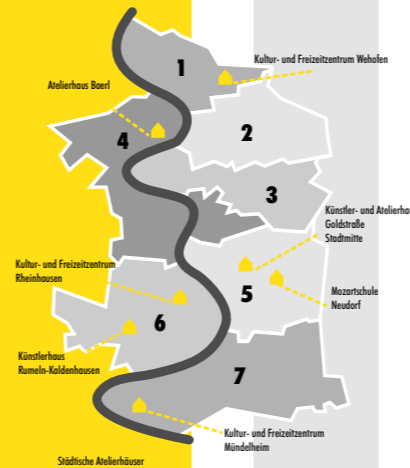 1
Kultur- und Freizeitzentrum Wehofen
Atelierhaus Baerl
2
4
3
Künstler- und
Goldstraße
Stadtmitte
Kultur- und Freizeitzentrum
Rheinhausen
5
Mozartschule
Neudorf
6
Künstlerhaus
Rumeln-Kaldenhausen
7
Kultur- und Freizeitzentrum
Mündelheim
Städtische Atelierhäuser